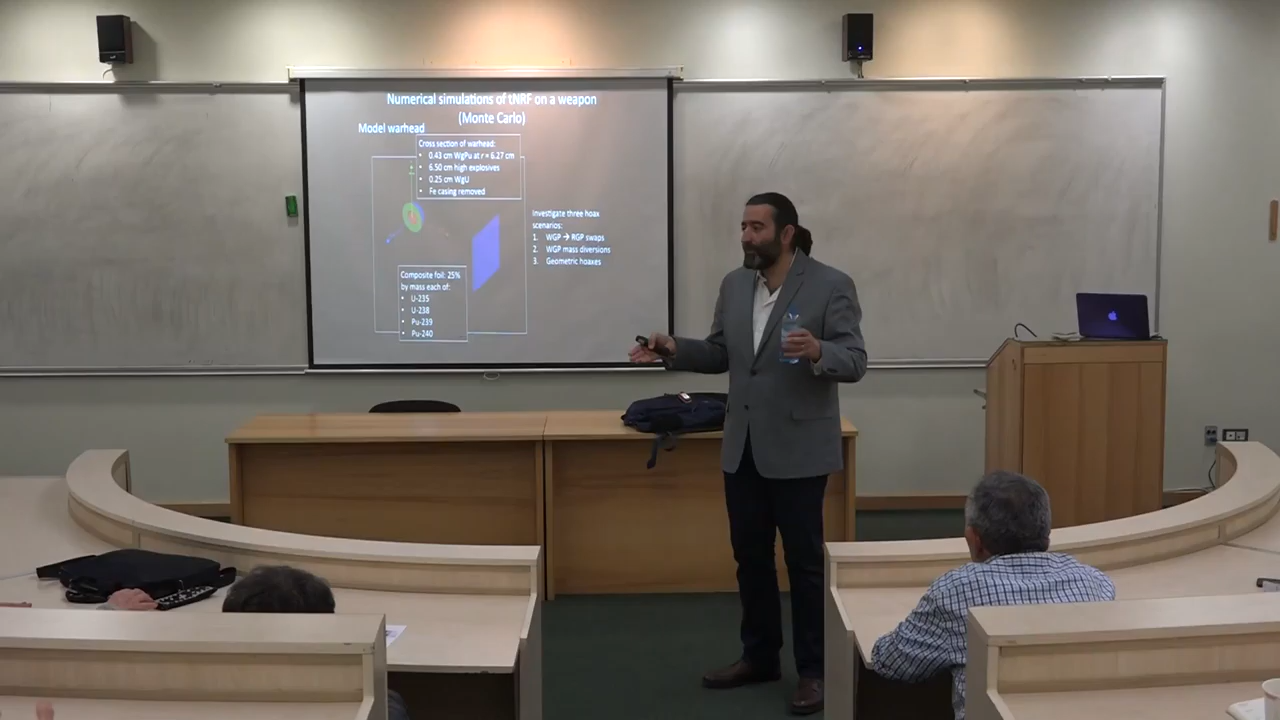 Numerical simulations of tNRF on a weapon
(Monte Carlo)
Model warhead
Cross section of warhead:
• 0.43 cm WgPu at r = 6.27 cm
• 6.50 cm high explosives
• 0.25 cm WgU
• Fe casing removed
Investigate three hoax
scenarios:
1. WGP → RGP swaps
2. WGP mass diversions
3. Geometric hoaxes
Composite foil: 25%
by mass each of:
• U-235
• U-238
• Pu-239
• Pu-240